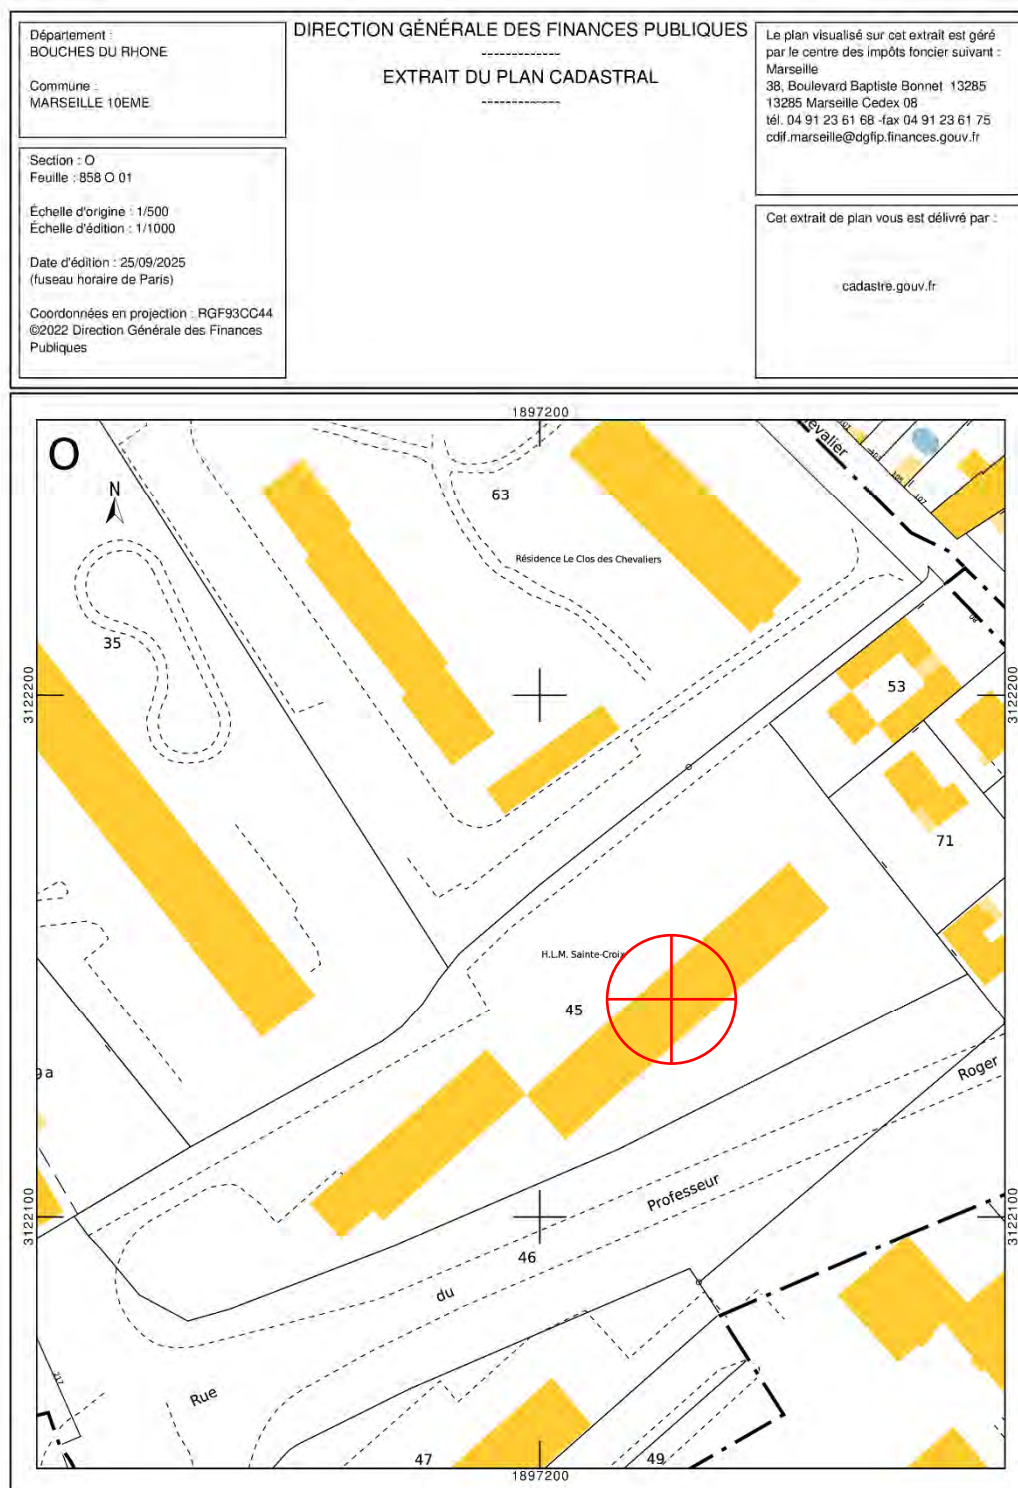 Département :
BOUCHES DU RHONE
Commune :
MARSEILLE 10EME
Section : O
Feuille : 858 O 01
Échelle d'origine : 1/500
Échelle d'édition : 1/1000
Date d'édition : 25/09/2025
(fuseau horaire de Paris)
Coordonnées en projection : RGF93CC44
©2022 Direction Générale des Finances
Publiques
DIRECTION GÉNÉRALE DES FINANCES PUBLIQUES
-------------
EXTRAIT DU PLAN CADASTRAL
-------------
Le plan visualisé sur cet extrait est géré
par le centre des impôts foncier suivant :
Marseille
38, Boulevard Baptiste Bonnet 13285
13285 Marseille Cedex 08
tél. 04 91 23 61 68 -fax 04 91 23 61 75
cdif.marseille@dgfip.finances.gouv.fr
Cet extrait de plan vous est délivré par :
cadastre.gouv.fr
1897200
O
N
63
Résidence Le Clos des Chevaliers
103
105
107
35
3122200
53
3122200
71
H.L.M. Sainte-Croix
45
9a
Roger
Professeur
3122100
3122100
46
du
217
Rue
47
49
1897200